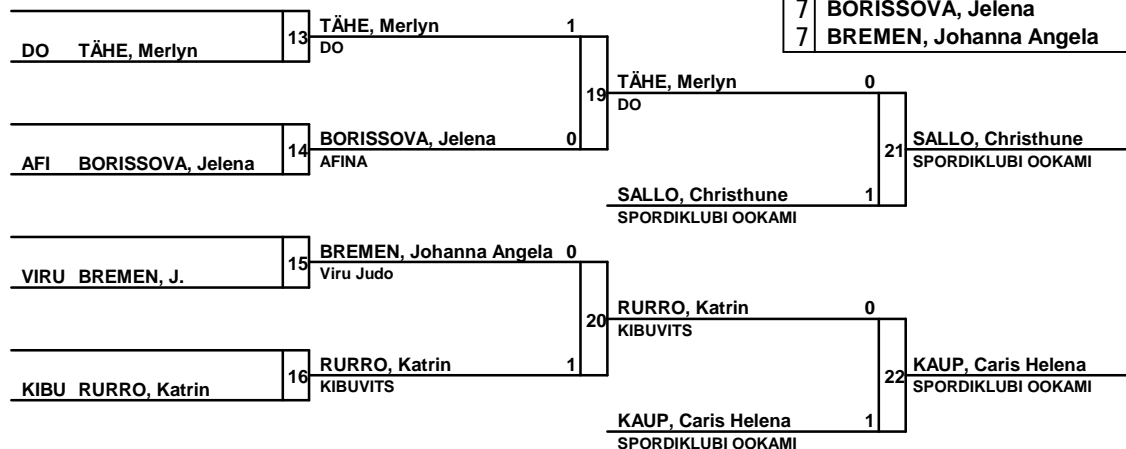 7 BORISSOVA, Jelena
7 BREMEN, Johanna Angela
13 TÄHE, Merlyn 1
DO TÄHE, Merlyn DO
19 TÄHE, Merlyn 0
DO
14 BORISSOVA, Jelena 0
AFI BORISSOVA, Jelena AFINA
21 SALLO, Christhune
SPORDIKLUBI OOKAMI
SALLO, Christhune 1
SPORDIKLUBI OOKAMI
15 BREMEN, Johanna Angela 0
VIRU BREMEN, J. Viru Judo
20 RURRO, Katrin 0
KIBUVITS
16 RURRO, Katrin 1
KIBU RURRO, Katrin KIBUVITS
22 KAUP, Caris Helena
SPORDIKLUBI OOKAMI
KAUP, Caris Helena 1
SPORDIKLUBI OOKAMI